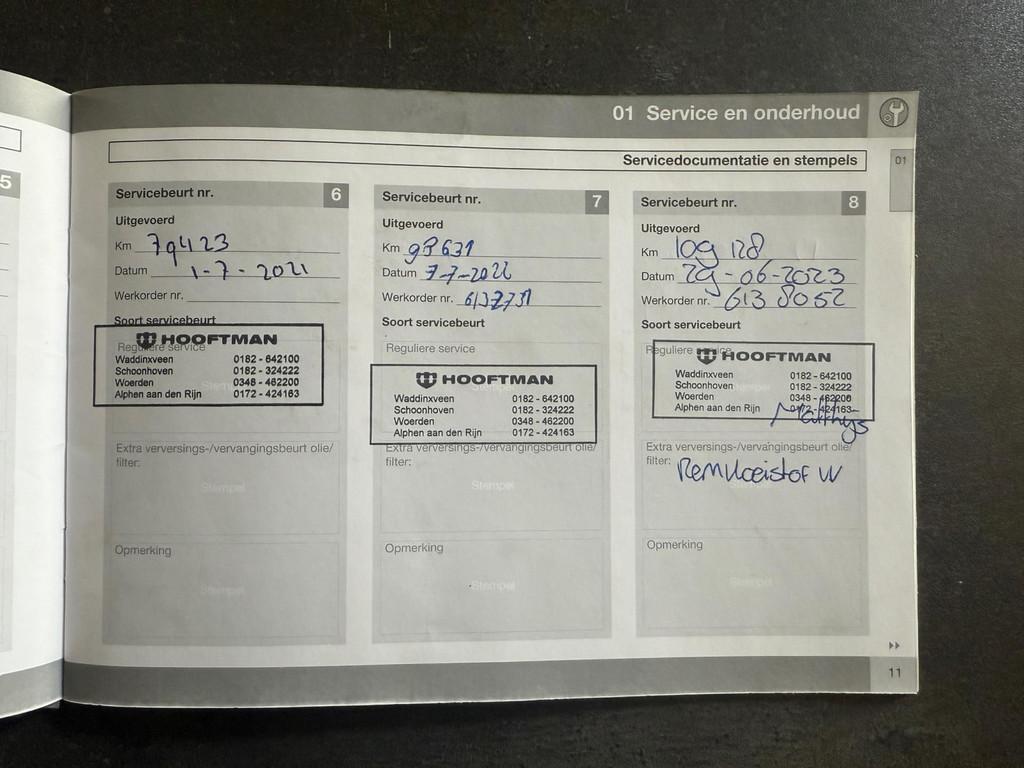 01 Service en onderhoud
Servicedocumentatie en stempels
01
5
Servicebeurt nr. 6
Uitgevoerd
Km 79423
Datum 1-7-2021
Werkorder nr.
Soort servicebeurt
Reguliere service
HOOFTMAN
Waddinxveen 0182 - 642100
Schoonhoven 0182 - 324222
Woerden 0348 - 462200
Alphen aan den Rijn 0172 - 424163
Extra verversings-/vervangingsbeurt olie/
filter:
Stempel
Opmerking
Stempel
Servicebeurt nr. 7
Uitgevoerd
Km 98631
Datum 7-7-2022
Werkorder nr. 6132731
Soort servicebeurt
Reguliere service
HOOFTMAN
Waddinxveen 0182 - 642100
Schoonhoven 0182 - 324222
Woerden 0348 - 462200
Alphen aan den Rijn 0172 - 424163
Extra verversings-/vervangingsbeurt olie/
filter:
Stempel
Opmerking
Stempel
Servicebeurt nr. 8
Uitgevoerd
Km 109 128
Datum 29-06-2023
Werkorder nr. 613 8052
Soort servicebeurt
Reguliere service
HOOFTMAN
Waddinxveen 0182 - 642100
Schoonhoven 0182 - 324222
Woerden 0348 - 462200
Alphen aan den Rijn 0172 - 424163
Matthys
Extra verversings-/vervangingsbeurt olie/
filter: Remvloeistof VV
Opmerking
Stempel
11